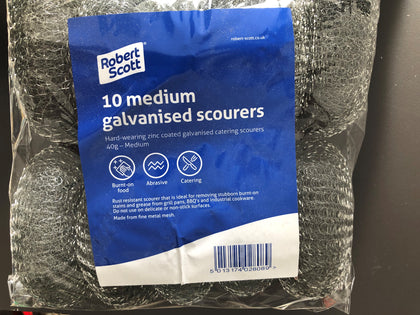 Robert
Scott
robert-scott.co.uk
10 medium
galvanised scourers
Hard-wearing zinc coated galvanised catering scourers
40g – Medium
Burnt-on
food
Abrasive
Catering
Rust resistant scourer that is ideal for removing stubborn burnt-on
stains and grease from grill pans, BBQ's and industrial cookware.
Do not use on delicate or non-stick surfaces.
Made from fine metal mesh.
5 013174 026089 >